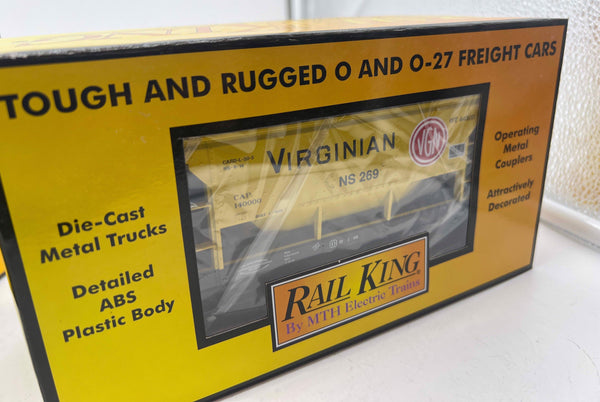 TOUGH AND RUGGED O AND O-27 FREIGHT CARS
Die-Cast
Metal Trucks
Detailed
ABS
Plastic Body
VIRGINIAN
VGN
NS 269
CAP
140000
Operating
Metal
Couplers
Attractively
Decorated
RAIL KING
By MTH Electric Trains